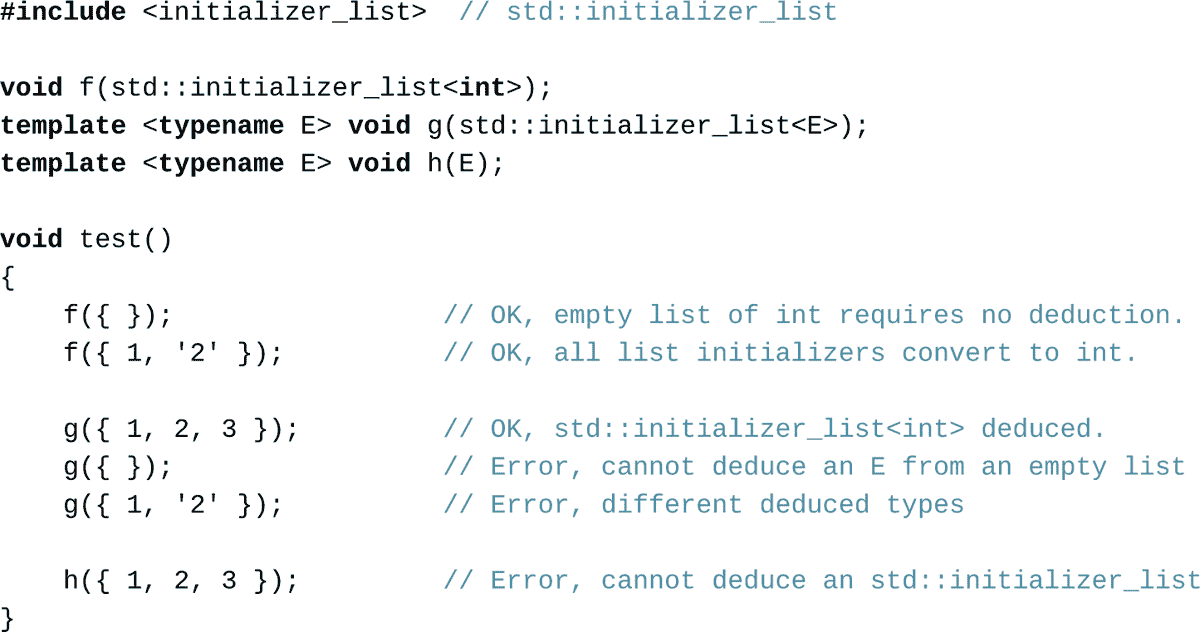 #include <initializer_list>  // std::initializer_list

void f(std::initializer_list<int>);
template <typename E> void g(std::initializer_list<E>);
template <typename E> void h(E);

void test()
{
    f({ });                 // OK, empty list of int requires no deduction.
    f({ 1, '2' });          // OK, all list initializers convert to int.

    g({ 1, 2, 3 });         // OK, std::initializer_list<int> deduced.
    g({ });                 // Error, cannot deduce an E from an empty list
    g({ 1, '2' });          // Error, different deduced types

    h({ 1, 2, 3 });         // Error, cannot deduce an std::initializer_list
}